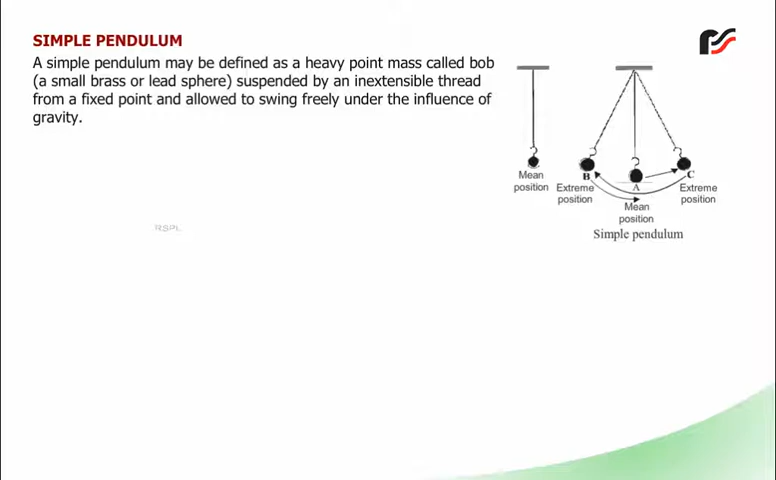 SIMPLE PENDULUM
A simple pendulum may be defined as a heavy point mass called bob
(a small brass or lead sphere) suspended by an inextensible thread
from a fixed point and allowed to swing freely under the influence of
gravity.
Mean
position
B
A
C
Extreme
position
Mean
position
Extreme
position
Simple pendulum
RSPL